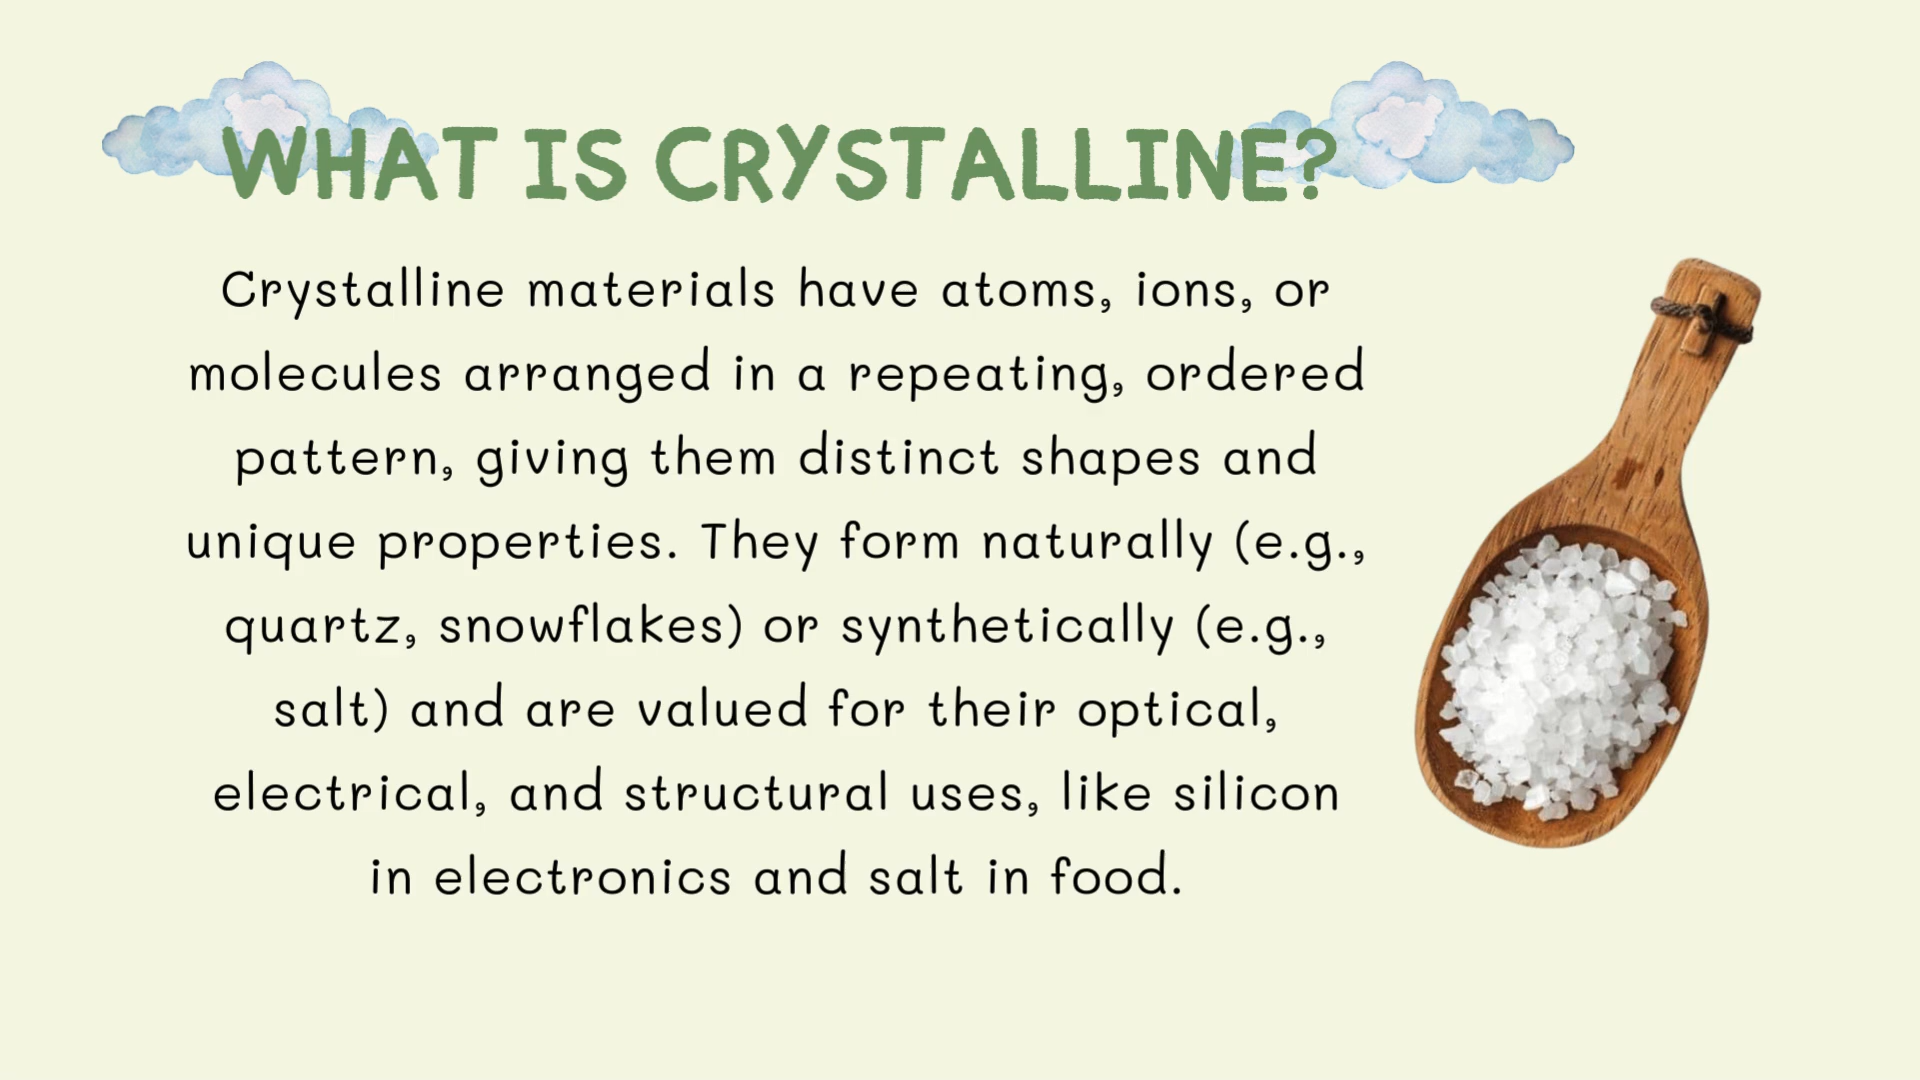 WHAT IS CRYSTALLINE?
Crystalline materials have atoms, ions, or
molecules arranged in a repeating, ordered
pattern, giving them distinct shapes and
unique properties. They form naturally (e.g.,
quartz, snowflakes) or synthetically (e.g.,
salt) and are valued for their optical,
electrical, and structural uses, like silicon
in electronics and salt in food.